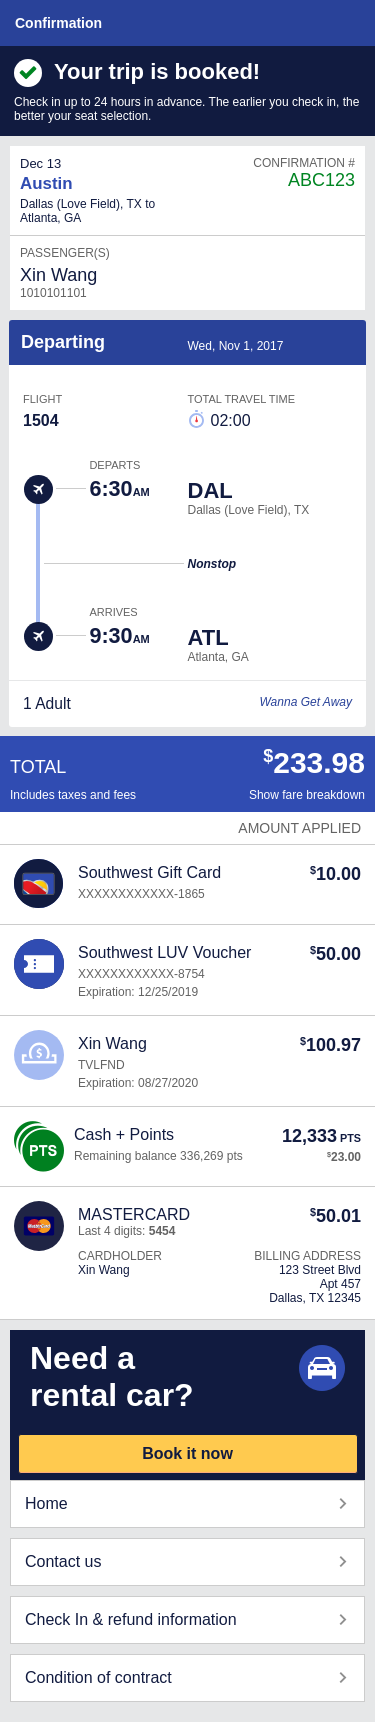 Confirmation
Your trip is booked!
Check in up to 24 hours in advance. The earlier you check in, the
better your seat selection.
Dec 13
CONFIRMATION #
Austin
ABC123
Dallas (Love Field), TX to
Atlanta, GA
PASSENGER(S)
Xin Wang
1010101101
Departing
Wed, Nov 1, 2017
FLIGHT
TOTAL TRAVEL TIME
1504
02:00
DEPARTS
6:30AM
DAL
Dallas (Love Field), TX
Nonstop
ARRIVES
9:30AM
ATL
Atlanta, GA
1 Adult
Wanna Get Away
TOTAL
$233.98
Includes taxes and fees
Show fare breakdown
AMOUNT APPLIED
Southwest Gift Card
$10.00
XXXXXXXXXXXX-1865
Southwest LUV Voucher
$50.00
XXXXXXXXXXXX-8754
Expiration: 12/25/2019
$
Xin Wang
$100.97
TVLFND
Expiration: 08/27/2020
PTS
Cash + Points
12,333 PTS
Remaining balance 336,269 pts
$23.00
MasterCard
MASTERCARD
$50.01
Last 4 digits: 5454
CARDHOLDER
BILLING ADDRESS
Xin Wang
123 Street Blvd
Apt 457
Dallas, TX 12345
Need a
rental car?
Book it now
Home
Contact us
Check In & refund information
Condition of contract